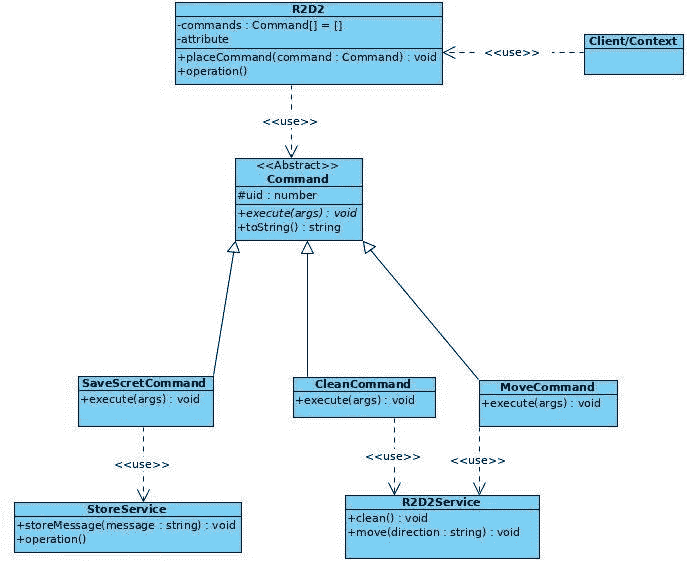 R2D2
-commands : Command[] = {}
-attribute
+placeCommand(command : Command) : void
+operation()
<<use>>
Client/Context
<<use>>
<<Abstract>>
Command
#uid : number
+execute(args) : void
+toString() : string
SaveScretCommand
+execute(args) : void
CleanCommand
+execute(args) : void
MoveCommand
+execute(args) : void
<<use>>
<<use>>
<<use>>
StoreService
+storeMessage(message : string) : void
+operation()
R2D2Service
+clean() : void
+move(direction : string) : void